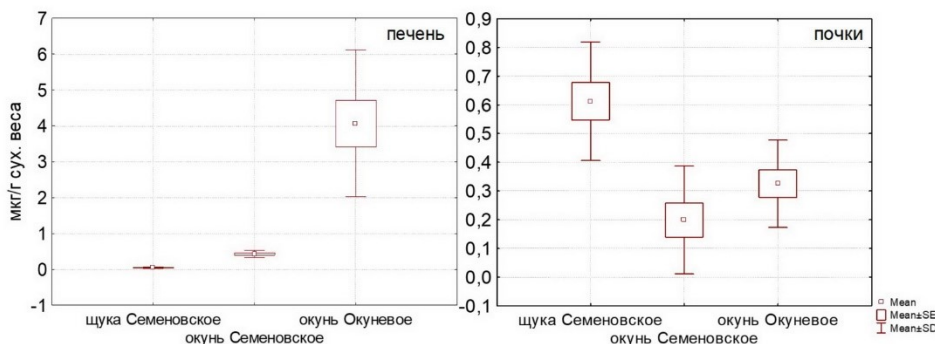 печень
мкг/г сух. веса
7
6
5
4
3
2
1
0
-1
щука Семеновское
окунь Окуневое
окунь Семеновское
почки
0,9
0,8
0,7
0,6
0,5
0,4
0,3
0,2
0,1
0,0
-0,1
щука Семеновское
окунь Окуневое
окунь Семеновское
Mean
Mean±SE
Mean±SD